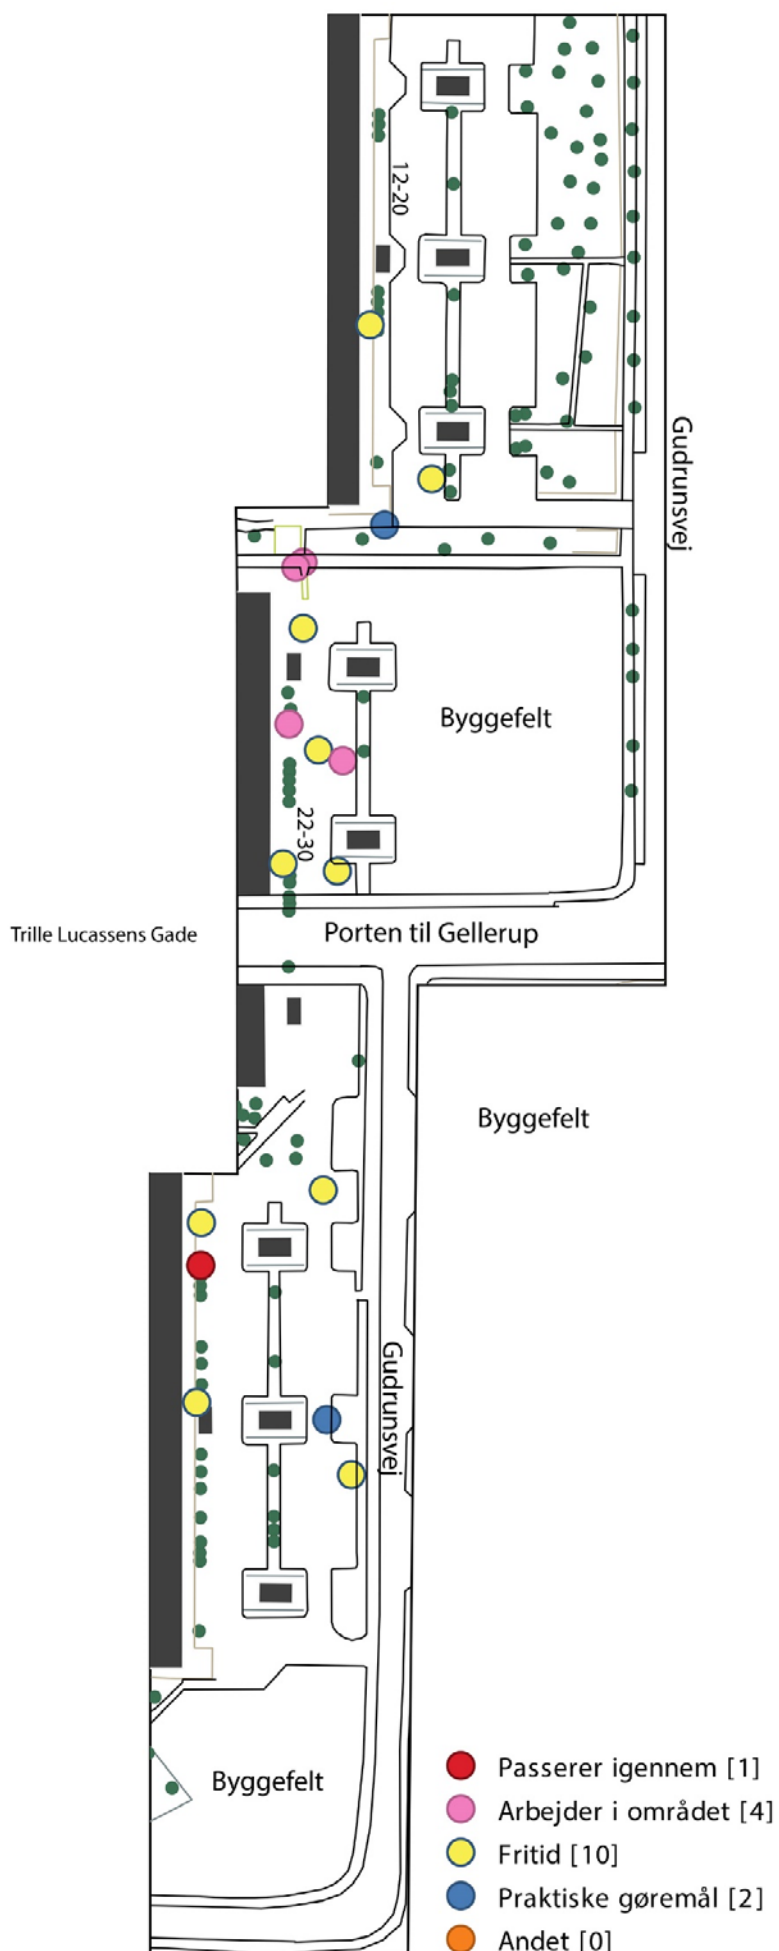 12-20
Gudrunsvej
Byggefelt
22-30
Trille Lucassens Gade
Porten til Gellerup
Byggefelt
Gudrunsvej
Byggefelt
Passerer igennem [1]
Arbejder i området [4]
Fritid [10]
Praktiske gøremål [2]
Andet [0]